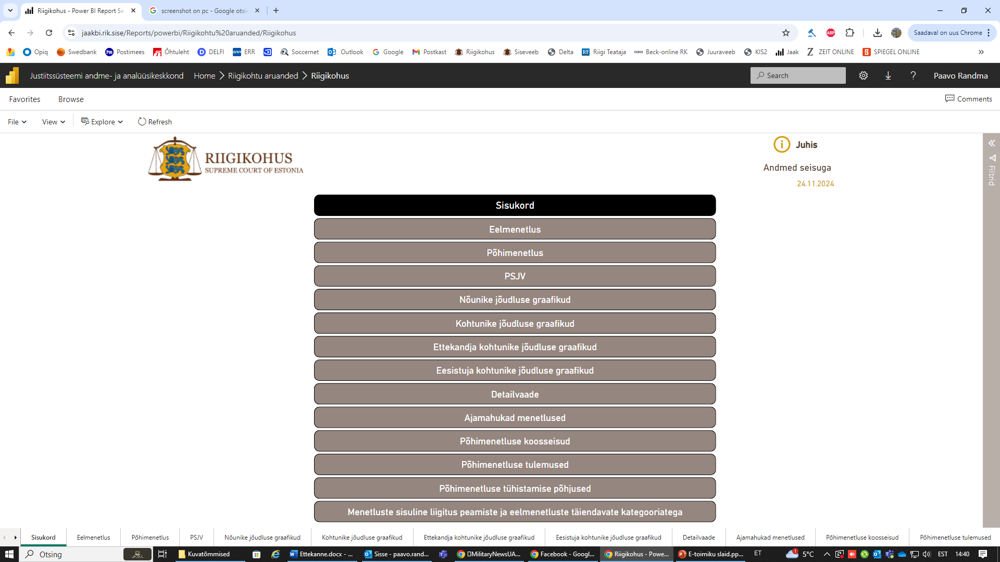 Riigikohus - Power BI Report Se
screenshot on pc - Google otsin
jaakbi.rik.sise/Reports/powerbi/Riigikohtu%20aruanded/Riigikohus
ABP
Saadaval on uus Chrome
Opiq
Swedbank
Pm Postimees
Õhtuleht
D DELFI
err ERR
Soccernet
Outlook
Google
Postkast
Riigikohus
Siseveeb
Delta
RT Riigi Teataja
Beck-online RK
Juuraveeb
KIS2
Jaak
Z ZEIT ONLINE
S SPIEGEL ONLINE
Justiitssüsteemi andme- ja analüüsikeskkond Home Riigikohtu aruanded Riigikohus
Search
? Paavo Randma
Favorites Browse
Comments
File View Explore Refresh
RIIGIKOHUS
SUPREME COURT OF ESTONIA
i Juhis
Andmed seisuga
24.11.2024
Filtrid
Sisukord
Eelmenetlus
Põhimenetlus
PSJV
Nõunike jõudluse graafikud
Kohtunike jõudluse graafikud
Ettekandja kohtunike jõudluse graafikud
Eesistuja kohtunike jõudluse graafikud
Detailvaade
Ajamahukad menetlused
Põhimenetluse koosseisud
Põhimenetluse tulemused
Põhimenetluse tühistamise põhjused
Menetluste sisuline liigitus peamiste ja eelmenetluste täiendavate kategooriatega
Sisukord Eelmenetlus Põhimenetlus PSJV Nõunike jõudluse graafikud Kohtunike jõudluse graafikud Ettekandja kohtunike jõudluse graafikud Eesistuja kohtunike jõudluse graafikud Detailvaade Ajamahukad menetlused Põhimenetluse koosseisud Põhimenetluse tulemused
Otsing
Kuvatõmmised
Ettekanne.docx - ...
Sisse - paavo.rand...
MilitaryNewsUA...
Facebook - Googl...
Riigikohus - Powe...
E-toimiku slaid.pp...
ET
1
5°C
EST
14:40